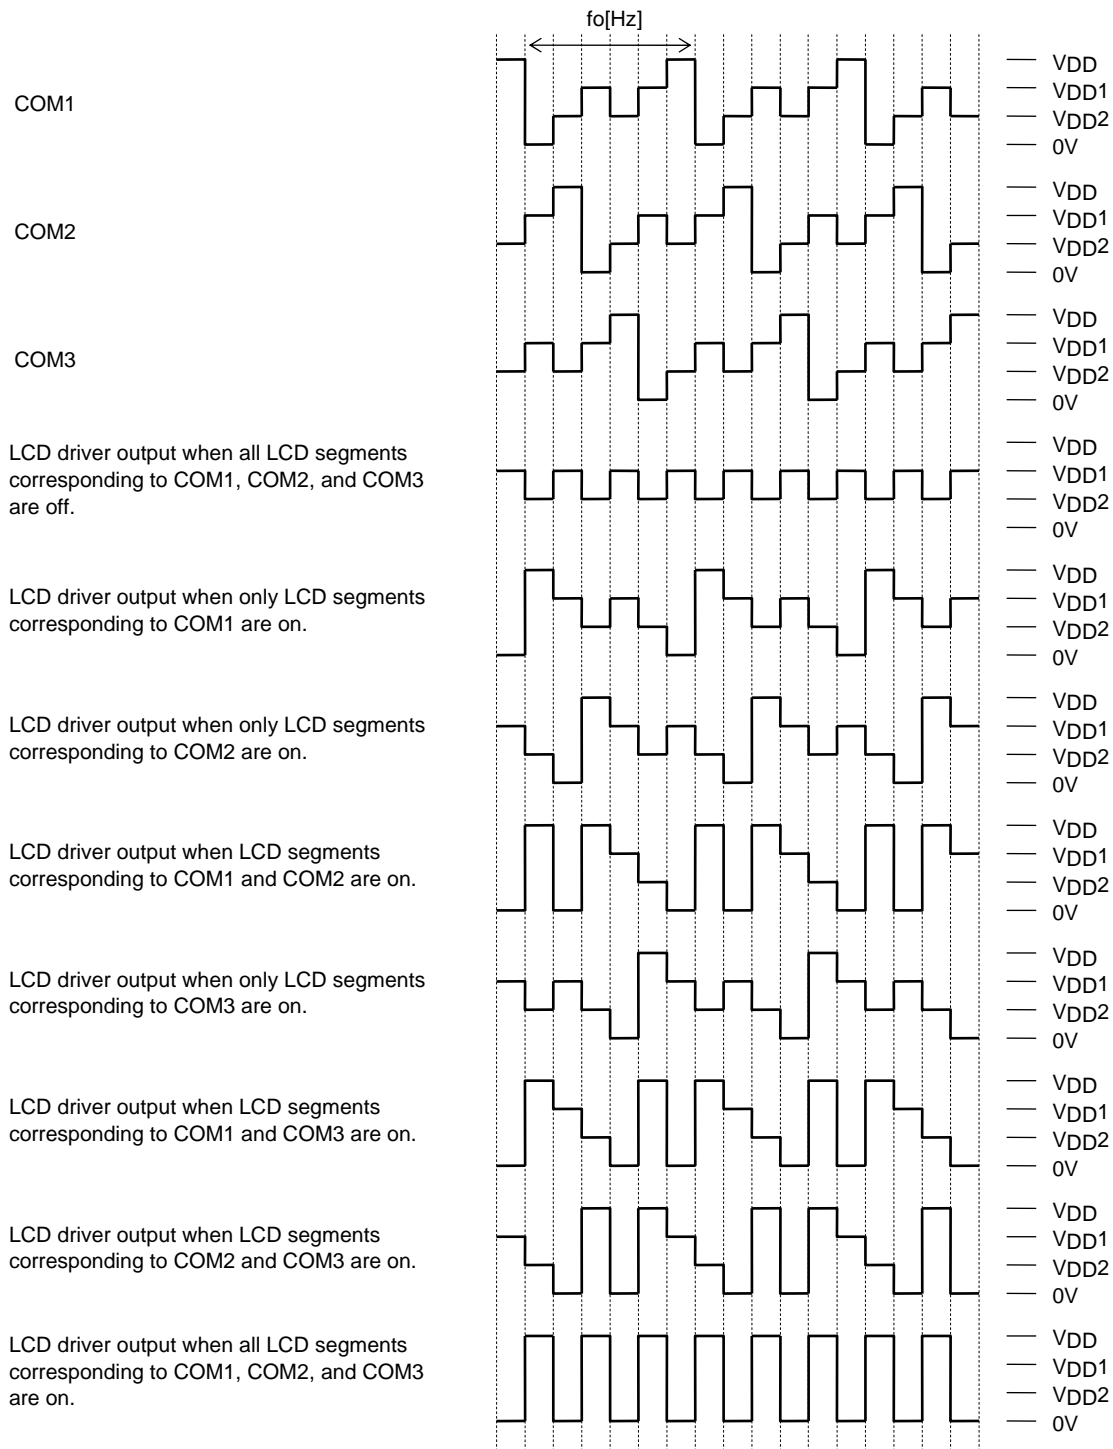 fo[Hz]
COM1
VDD
VDD1
VDD2
0V
COM2
VDD
VDD1
VDD2
0V
COM3
VDD
VDD1
VDD2
0V
LCD driver output when all LCD segments
corresponding to COM1, COM2, and COM3
are off.
VDD
VDD1
VDD2
0V
LCD driver output when only LCD segments
corresponding to COM1 are on.
VDD
VDD1
VDD2
0V
LCD driver output when only LCD segments
corresponding to COM2 are on.
VDD
VDD1
VDD2
0V
LCD driver output when LCD segments
corresponding to COM1 and COM2 are on.
VDD
VDD1
VDD2
0V
LCD driver output when only LCD segments
corresponding to COM3 are on.
VDD
VDD1
VDD2
0V
LCD driver output when LCD segments
corresponding to COM1 and COM3 are on.
VDD
VDD1
VDD2
0V
LCD driver output when LCD segments
corresponding to COM2 and COM3 are on.
VDD
VDD1
VDD2
0V
LCD driver output when all LCD segments
corresponding to COM1, COM2, and COM3
are on.
VDD
VDD1
VDD2
0V